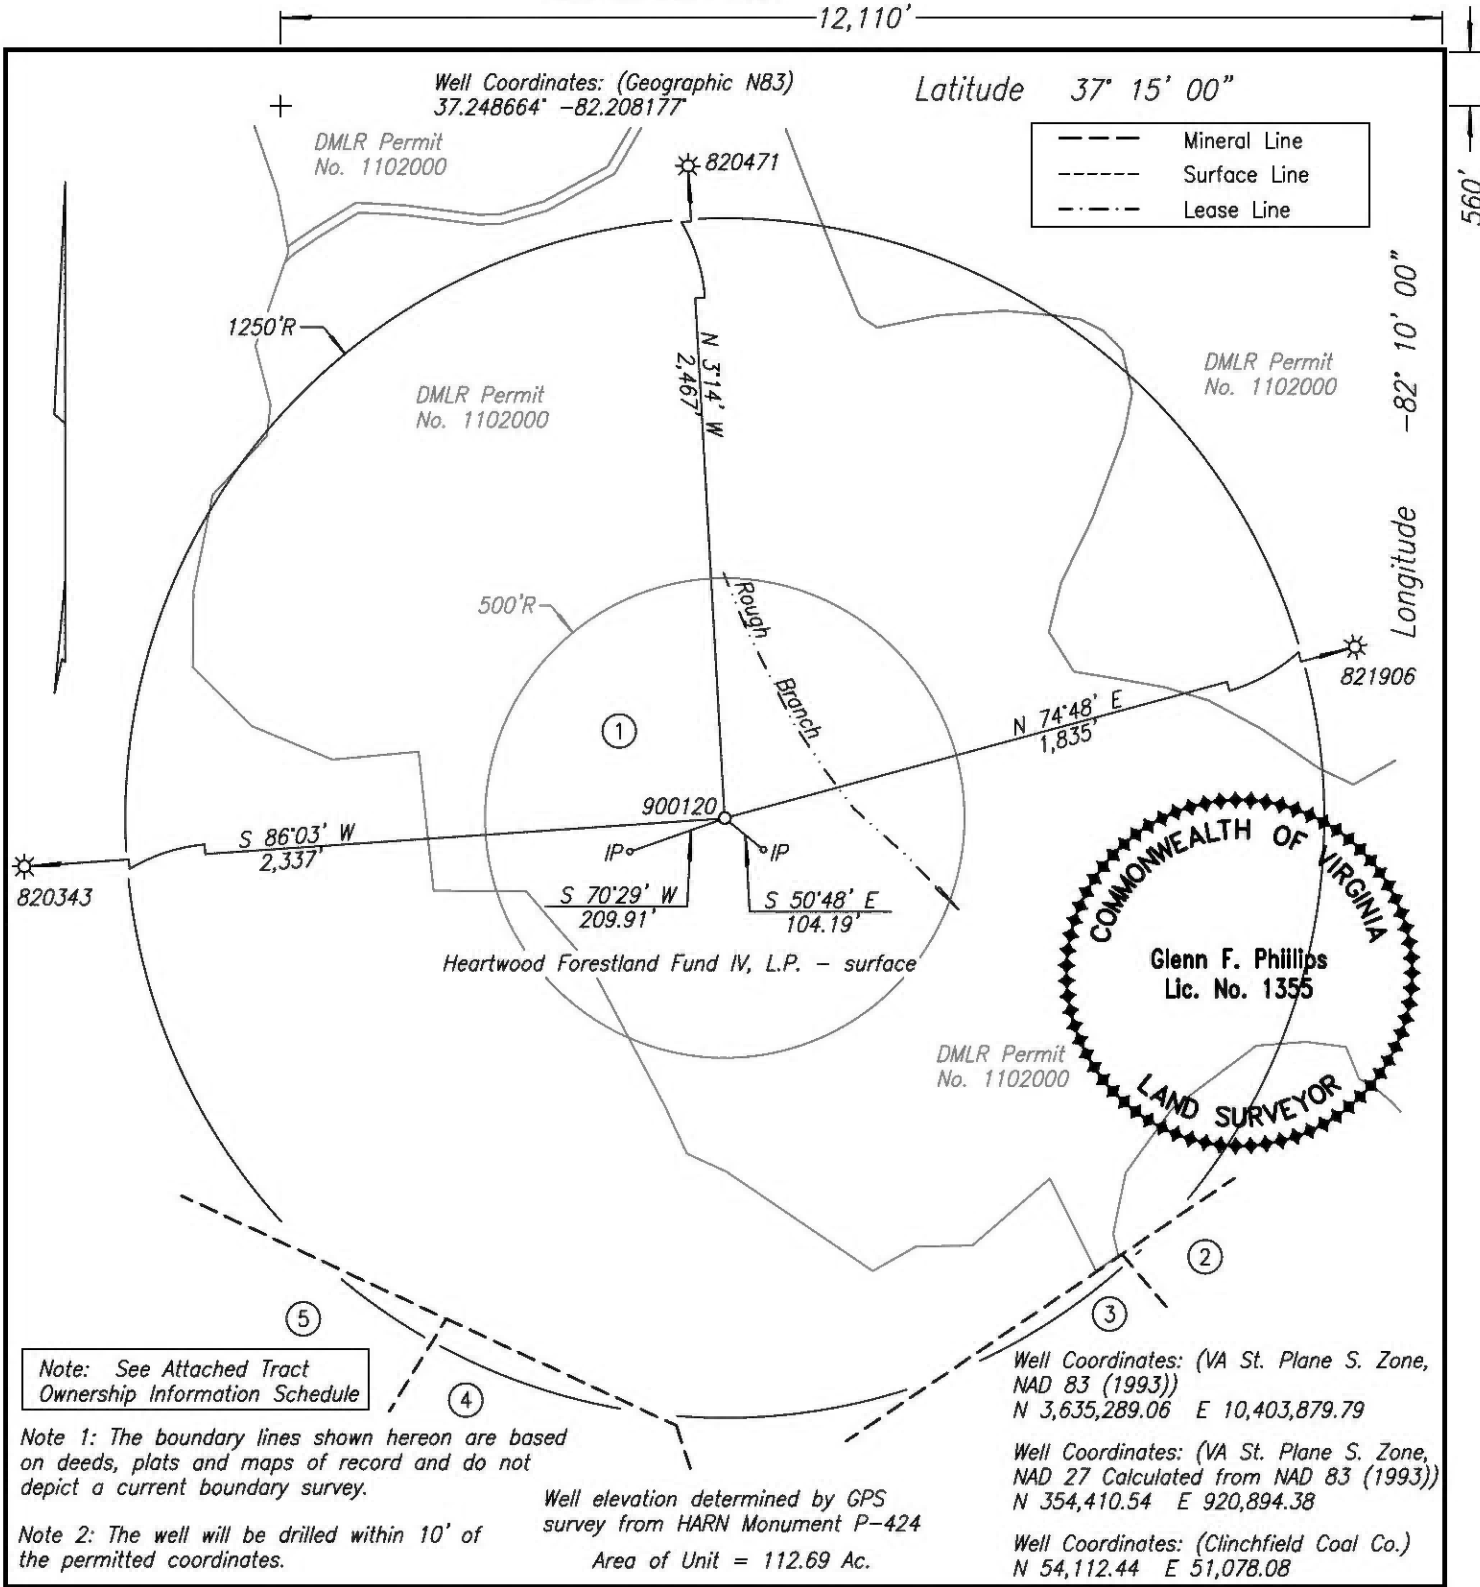 12,110'
Well Coordinates: (Geographic N83)
37.248664° -82.208177°
Latitude 37° 15' 00"
DMLR Permit
No. 1102000
820471
Mineral Line
Surface Line
Lease Line
560'
Longitude -82° 10' 00"
1250'R
DMLR Permit
No. 1102000
N 3°14' W
2,467'
DMLR Permit
No. 1102000
500'R
Rough
Branch
821906
N 74°48' E
1,835'
1
900120
S 86°03' W
2,337'
820343
IP
IP
S 70°29' W
209.91'
S 50°48' E
104.19'
Heartwood Forestland Fund IV, L.P. – surface
COMMONWEALTH OF VIRGINIA
Glenn F. Phiilips
Lic. No. 1355
LAND SURVEYOR
DMLR Permit
No. 1102000
2
3
5
4
Note: See Attached Tract
Ownership Information Schedule
Note 1: The boundary lines shown hereon are based
on deeds, plats and maps of record and do not
depict a current boundary survey.
Note 2: The well will be drilled within 10' of
the permitted coordinates.
Well elevation determined by GPS
survey from HARN Monument P-424
Area of Unit = 112.69 Ac.
Well Coordinates: (VA St. Plane S. Zone,
NAD 83 (1993))
N 3,635,289.06 E 10,403,879.79
Well Coordinates: (VA St. Plane S. Zone,
NAD 27 Calculated from NAD 83 (1993))
N 354,410.54 E 920,894.38
Well Coordinates: (Clinchfield Coal Co.)
N 54,112.44 E 51,078.08